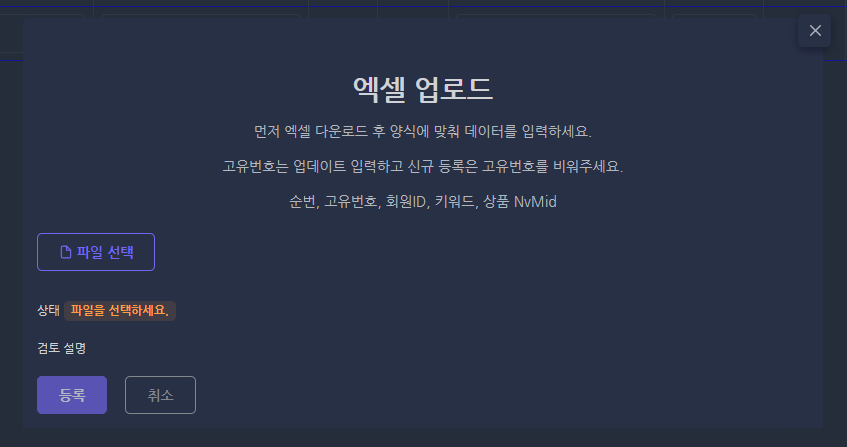 엑셀 업로드
먼저 엑셀 다운로드 후 양식에 맞춰 데이터를 입력하세요.
고유번호는 업데이트 입력하고 신규 등록은 고유번호를 비워주세요.
순번, 고유번호, 회원ID, 키워드, 상품 NvMid
파일 선택
상태 파일을 선택하세요.
검토 설명
등록 취소